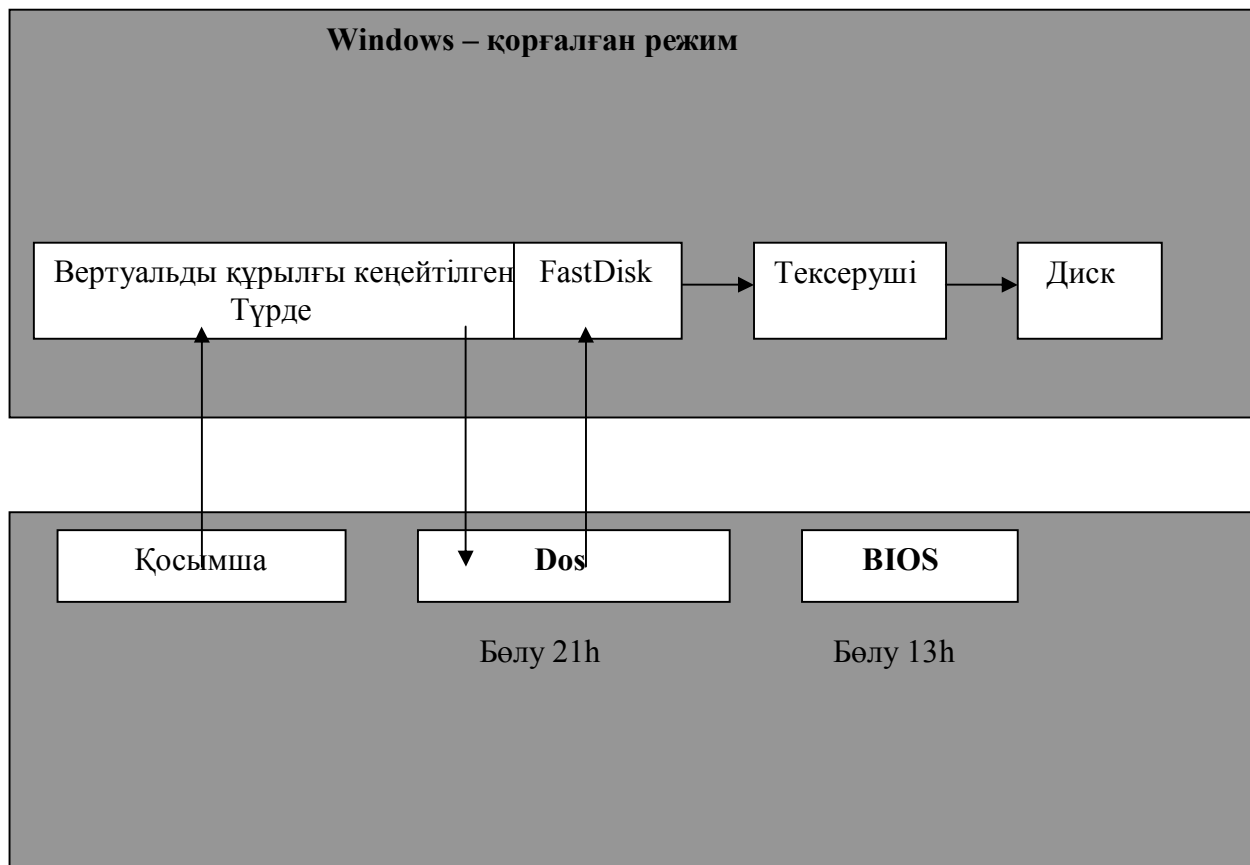 Windows – қорғалған режим
Вертуальды құрылғы кеңейтілген
Түрде
FastDisk
Тексеруші
Диск
Қосымша
Dos
BIOS
Бөлу 21h
Бөлу 13h